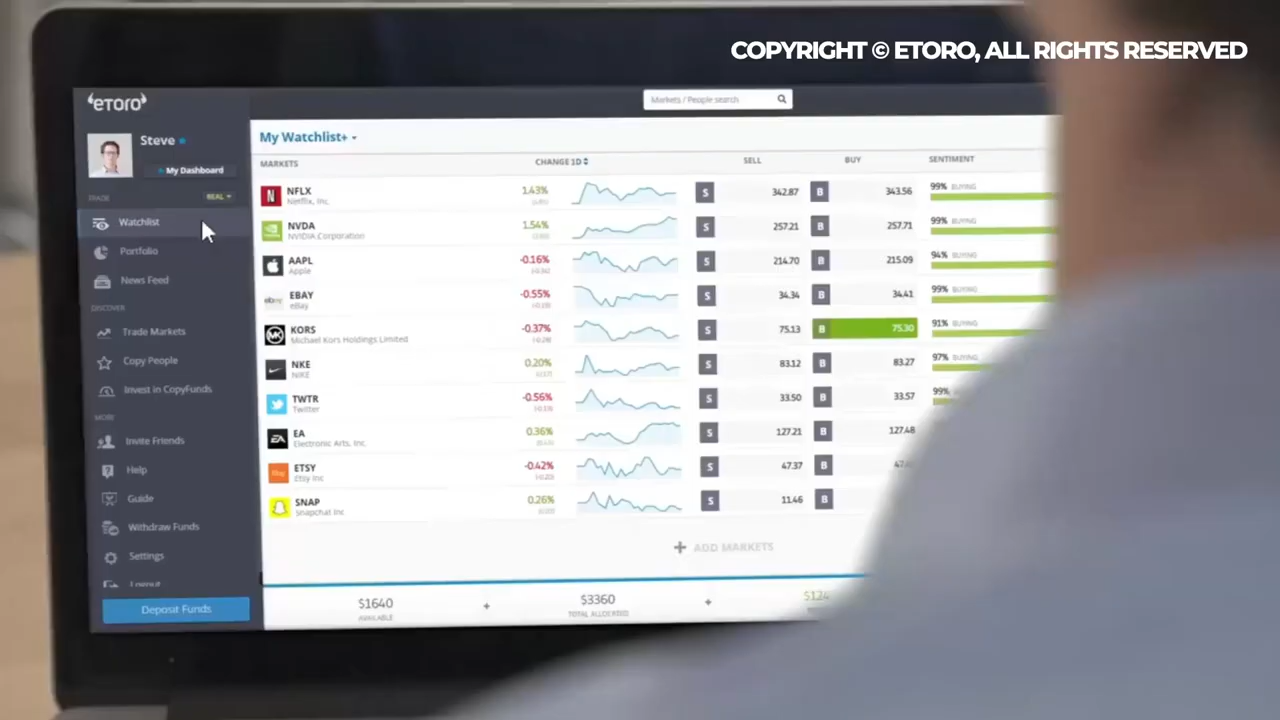 COPYRIGHT © ETORO, ALL RIGHTS RESERVED
eToro
Markets / People search
Steve
My Dashboard
TRADE REAL
Watchlist
Portfolio
News Feed
DISCOVER
Trade Markets
Copy People
Invest in CopyFunds
MORE
Invite Friends
Help
Guide
Withdraw Funds
Settings
Logout
Deposit Funds
My Watchlist+
MARKETS CHANGE 1D SELL BUY SENTIMENT
NFLX 1.43% S 342.87 B 343.56 99% BUYING
Netflix, Inc.
NVDA 1.54% S 257.21 B 257.71 99% BUYING
NVIDIA Corporation
AAPL -0.16% S 214.70 B 215.09 94% BUYING
Apple
EBAY -0.55% S 34.34 B 34.41 99% BUYING
eBay
KORS -0.37% S 75.13 B 75.30 91% BUYING
Michael Kors Holdings Limited
NKE 0.20% S 83.12 B 83.27 97% BUYING
NIKE
TWTR -0.56% S 33.50 B 33.57 99%
Twitter
EA 0.36% S 127.21 B 127.48
Electronic Arts, Inc.
ETSY -0.42% S 47.37 B
Etsy Inc
SNAP 0.26% S 11.46 B
Snapchat Inc
+ ADD MARKETS
$1640 + $3360 + $124
AVAILABLE TOTAL ALLOCATED